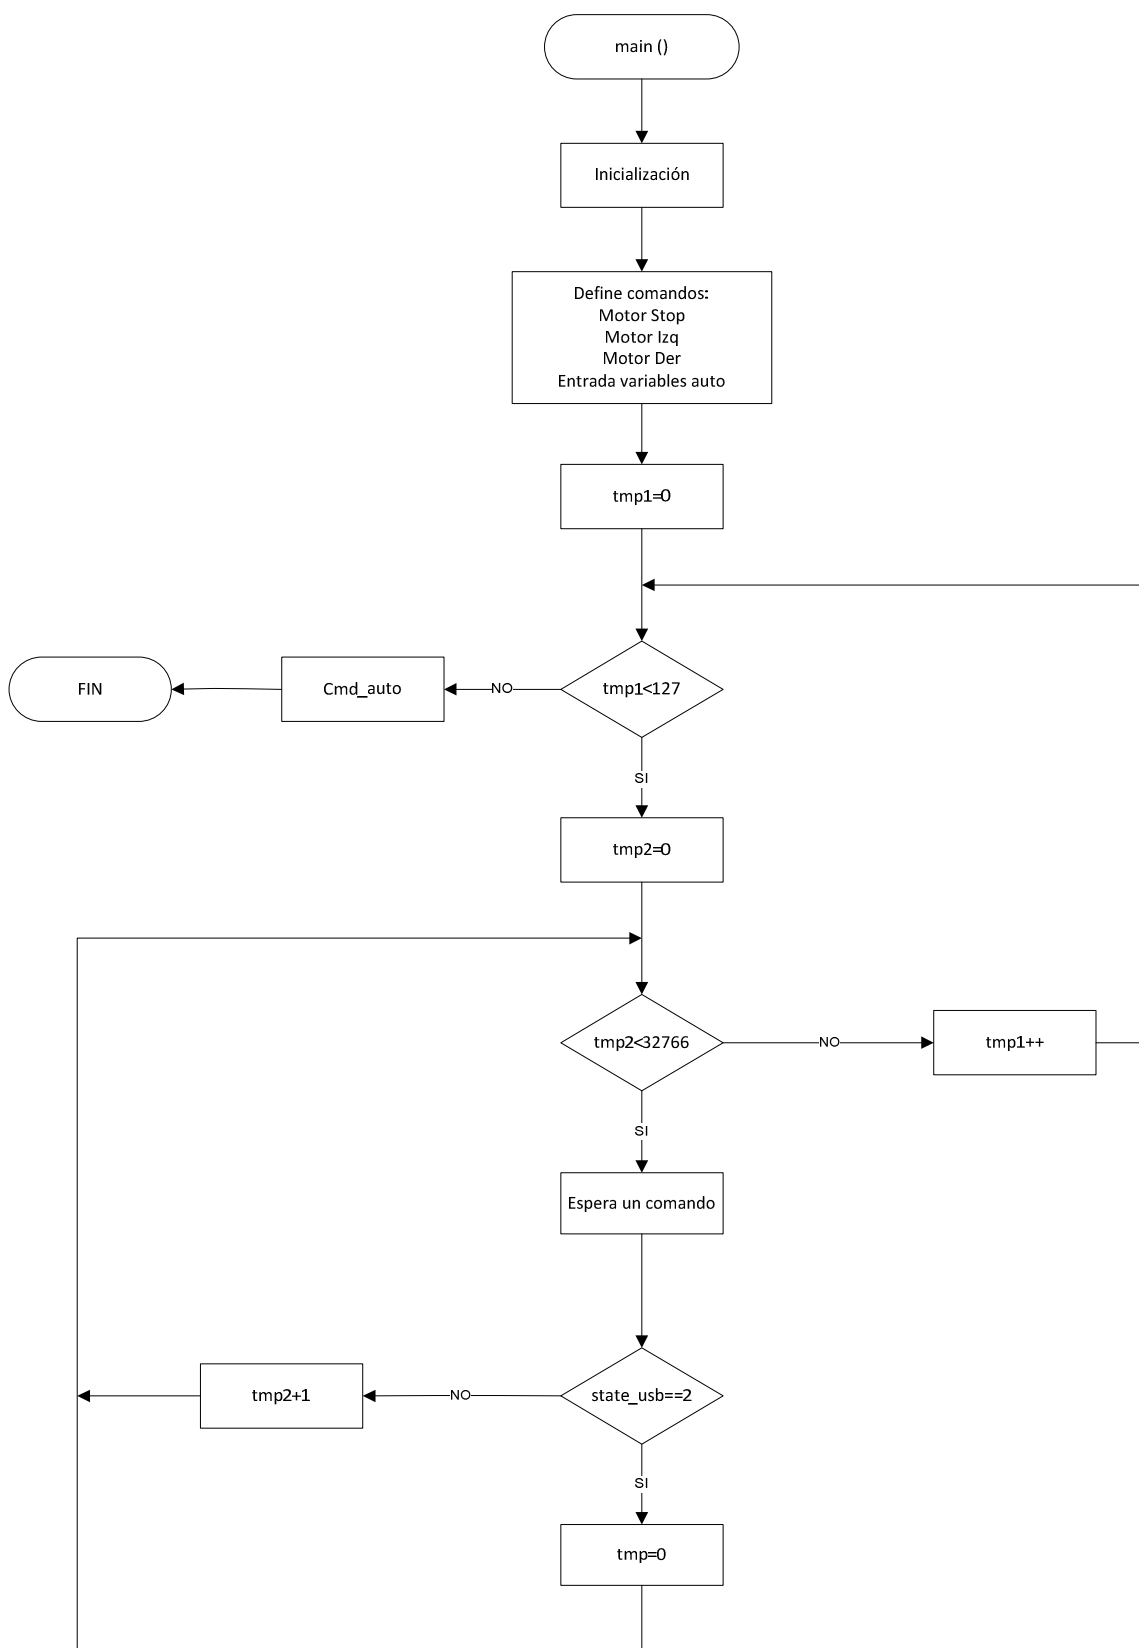 main ()
Inicialización
Define comandos:
Motor Stop
Motor Izq
Motor Der
Entrada variables auto
tmp1=0
FIN
Cmd_auto
NO
tmp1<127
SI
tmp2=0
tmp2<32766
NO
tmp1++
SI
Espera un comando
tmp2+1
NO
state_usb==2
SI
tmp=0